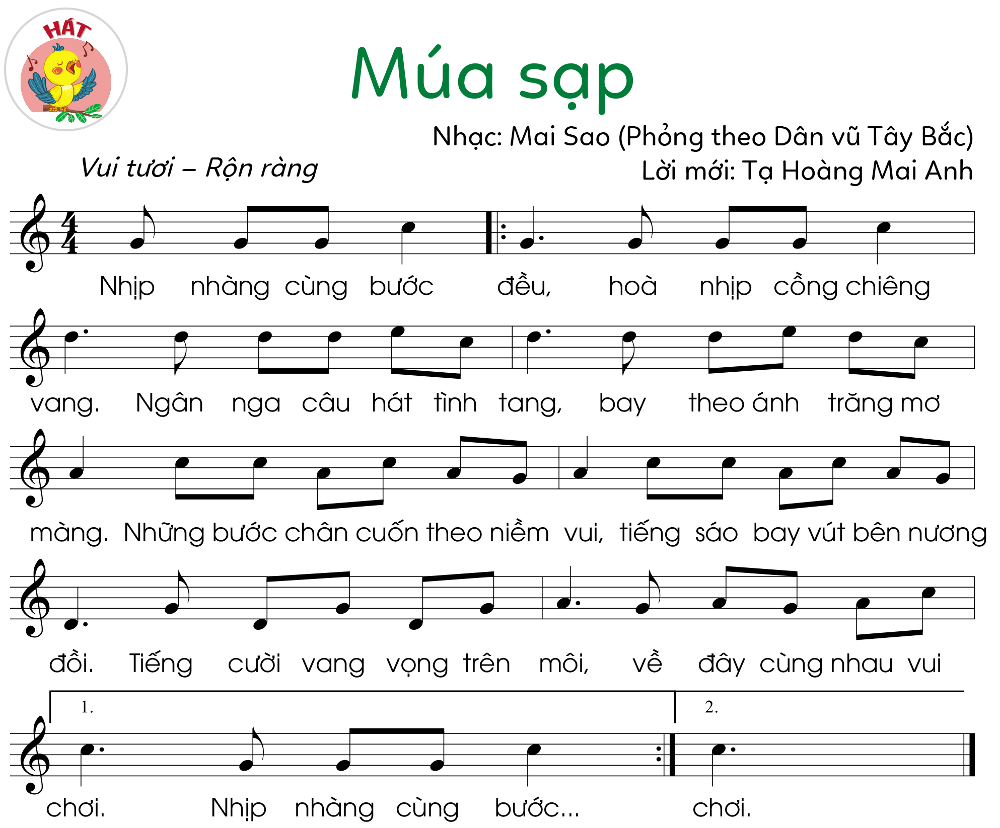 HÁT
Múa sạp
Nhạc: Mai Sao (Phỏng theo Dân vũ Tây Bắc)
Vui tươi – Rộn ràng
Lời mới: Tạ Hoàng Mai Anh
4
4
Nhịp nhàng cùng bước đều, hoà nhịp cồng chiêng
vang. Ngân nga câu hát tình tang, bay theo ánh trăng mơ
màng. Những bước chân cuốn theo niềm vui, tiếng sáo bay vút bên nương
đồi. Tiếng cười vang vọng trên môi, về đây cùng nhau vui
1. 2.
chơi. Nhịp nhàng cùng bước... chơi.